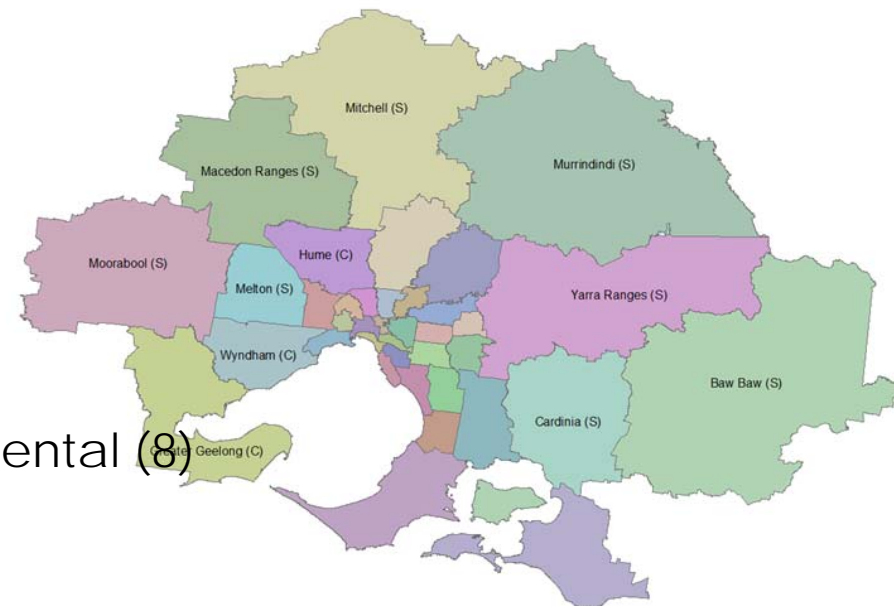 Mitchell (S)
Murrindindi (S)
Macedon Ranges (S)
Hume (C)
Moorabool (S)
Melton (S)
Yarra Ranges (S)
Wyndham (C)
Baw Baw (S)
Cardinia (S)
ental (8)
Greater Geelong (C)